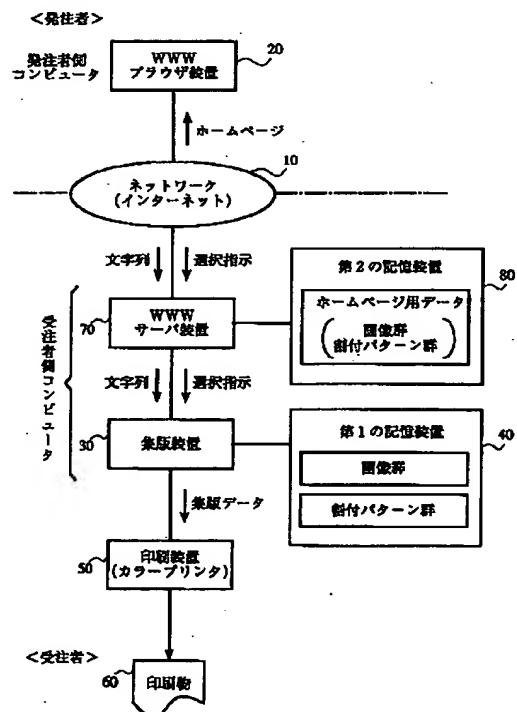 <発注者>
発注者側
コンピュータ
WWW
ブラウザ装置
20
ホームページ
10
ネットワーク
(インターネット)
文字列
選択指示
第2の記憶装置
80
ホームページ用データ
画像群
割付パターン群
受注者側コンピュータ
70
WWW
サーバ装置
文字列
選択指示
30
集版装置
第1の記憶装置
40
画像群
割付パターン群
集版データ
50
印刷装置
(カラープリンタ)
<受注者>
60
印刷物